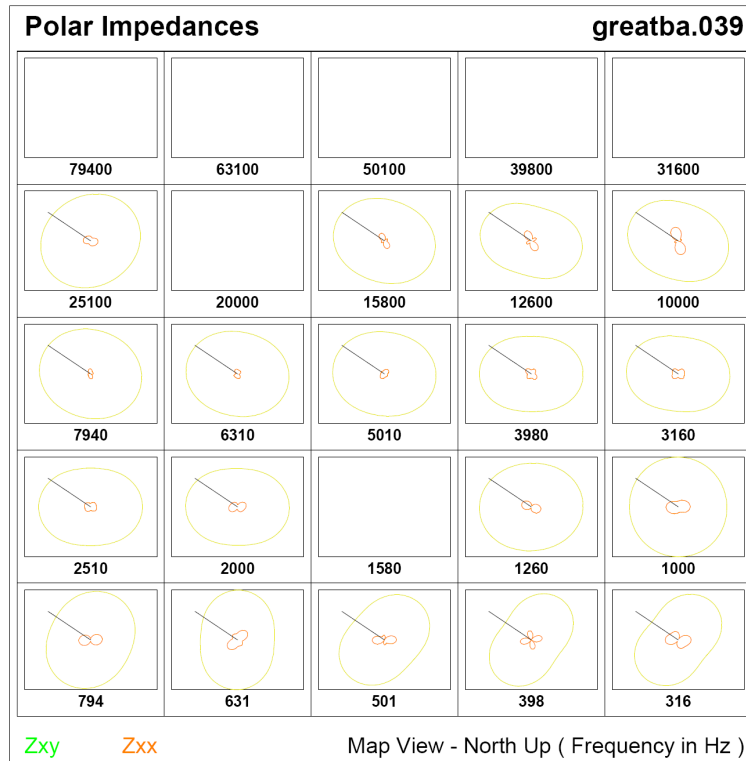 Polar Impedances greatba.039
79400 63100 50100 39800 31600
25100 20000 15800 12600 10000
7940 6310 5010 3980 3160
2510 2000 1580 1260 1000
794 631 501 398 316
Zxy Zxx Map View - North Up ( Frequency in Hz )